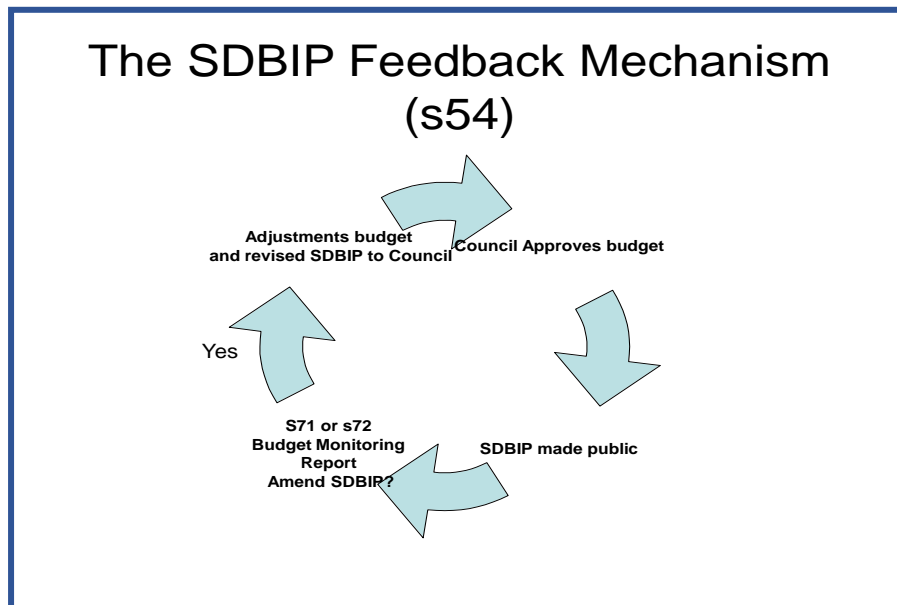 The SDBIP Feedback Mechanism
(s54)
Adjustments budget
and revised SDBIP to Council
Council Approves budget
Yes
S71 or s72
Budget Monitoring
Report
Amend SDBIP?
SDBIP made public